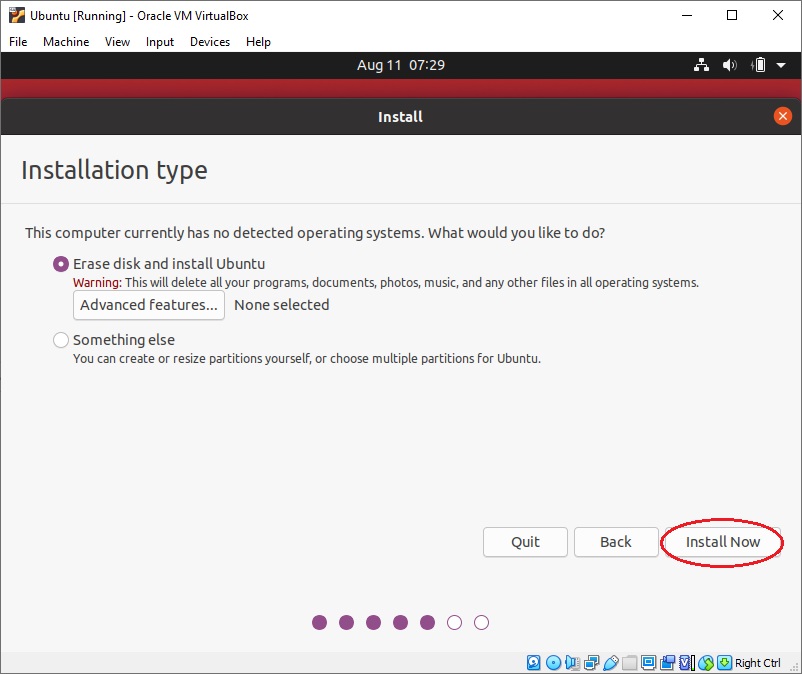 Ubuntu [Running] - Oracle VM VirtualBox
File Machine View Input Devices Help
Aug 11 07:29
Install
Installation type
This computer currently has no detected operating systems. What would you like to do?
Erase disk and install Ubuntu
Warning: This will delete all your programs, documents, photos, music, and any other files in all operating systems.
Advanced features... None selected
Something else
You can create or resize partitions yourself, or choose multiple partitions for Ubuntu.
Quit Back Install Now
Right Ctrl